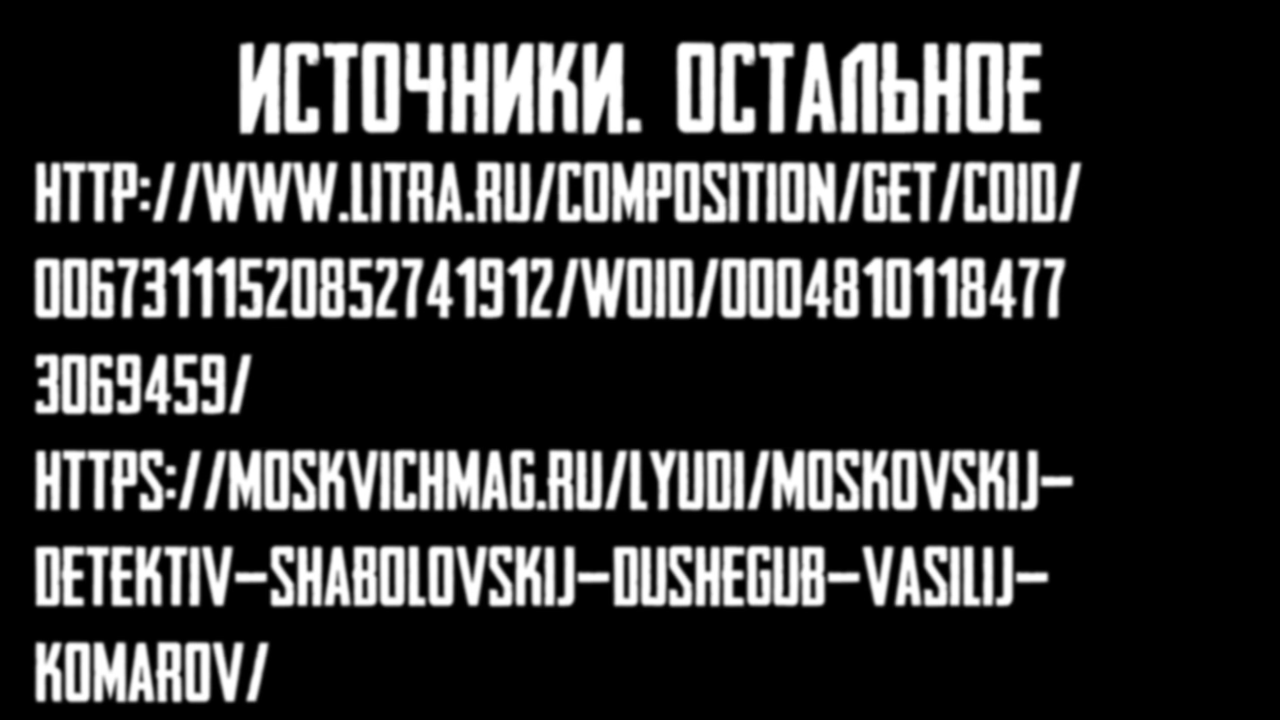 ИСТОЧНИКИ. ОСТАЛЬНОЕ
HTTP://WWW.LITRA.RU/COMPOSITION/GET/COID/
00673111520852741912/WOID/0004810118477
3069459/
HTTPS://MOSKVICHMAG.RU/LYUDI/MOSKOVSKIJ-
DETEKTIV-SHABOLOVSKIJ-DUSHEGUB-VASILIJ-
KOMAROV/